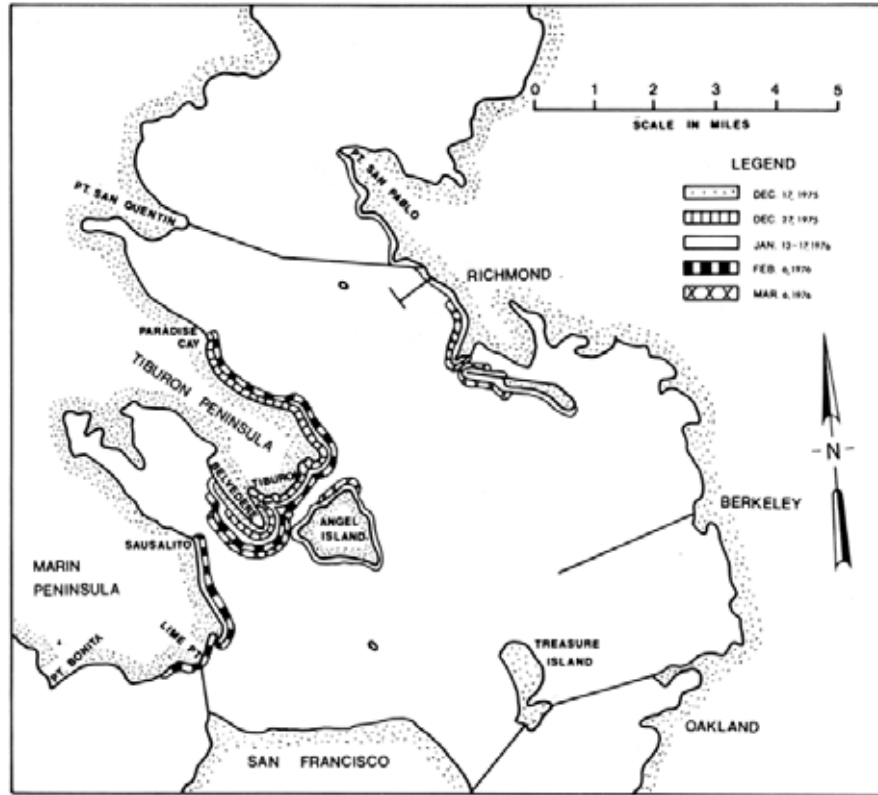 0 1 2 3 4 5
SCALE IN MILES
LEGEND
DEC. 17, 1975
DEC. 27, 1975
JAN. 13-17, 1976
FEB. 6, 1976
MAR. 6, 1976
PT. SAN PABLO
PT. SAN QUENTIN
RICHMOND
PARADISE
CAY
TIBURON PENINSULA
BELVEDERE
TIBURON
ANGEL
ISLAND
-N-
BERKELEY
SAUSALITO
MARIN
PENINSULA
LIME PT.
PT. BONITA
TREASURE
ISLAND
OAKLAND
SAN FRANCISCO